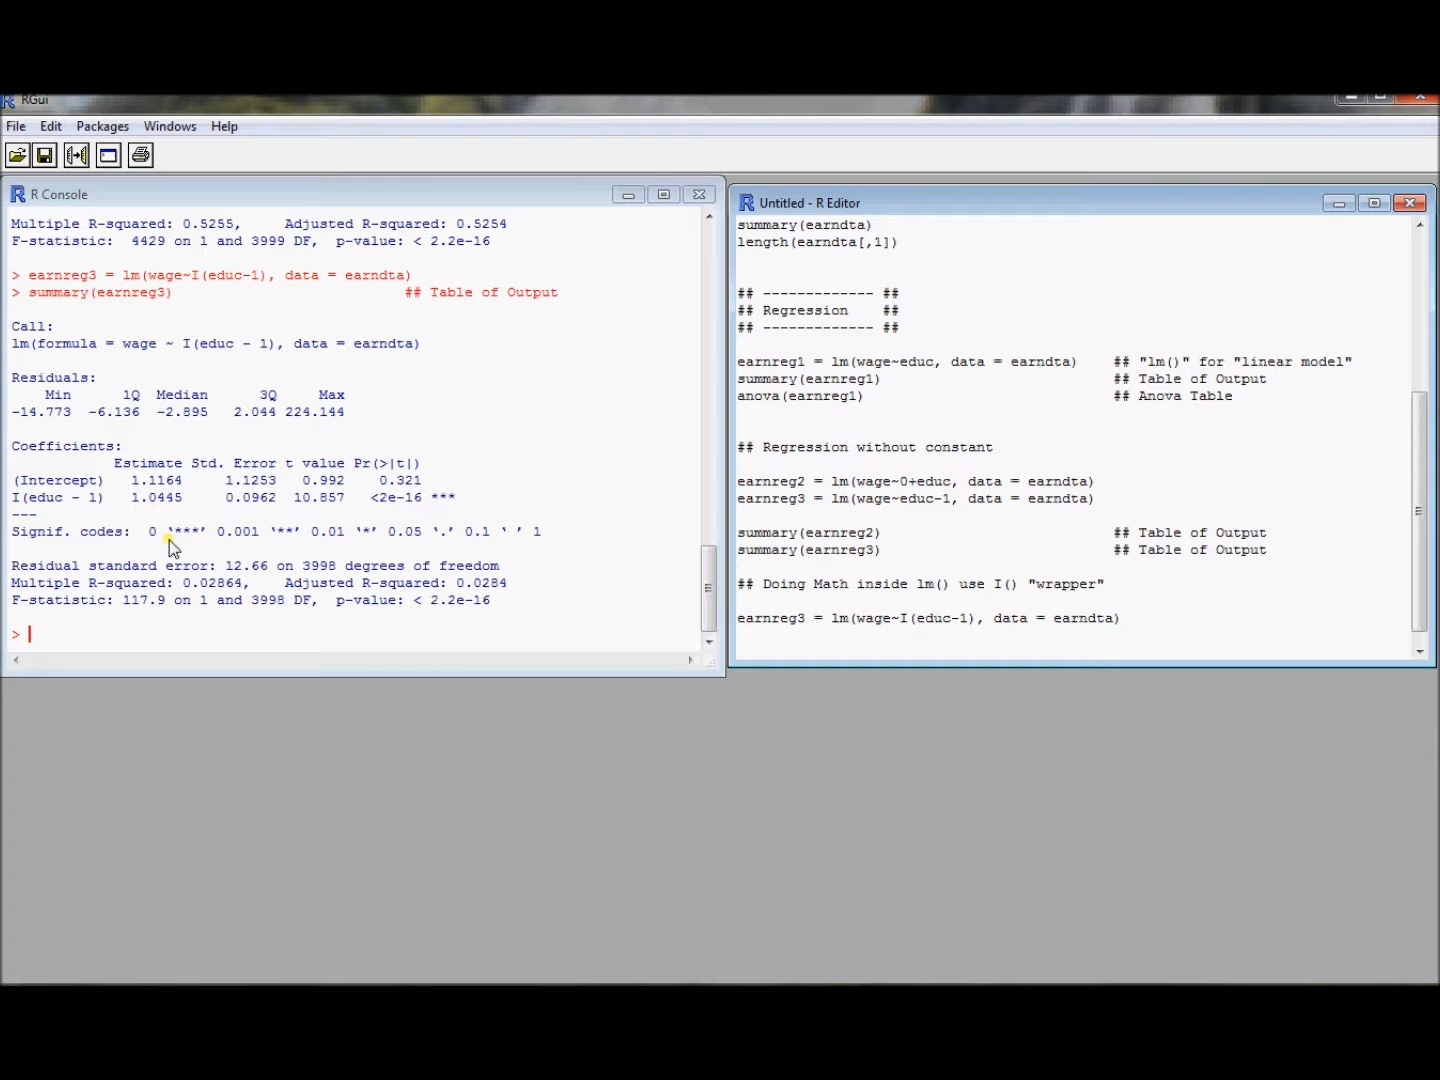 RGui
File Edit Packages Windows Help
R Console
Multiple R-squared: 0.5255, Adjusted R-squared: 0.5254
F-statistic: 4429 on 1 and 3999 DF, p-value: < 2.2e-16
> earnreg3 = lm(wage~I(educ-1), data = earndta)
> summary(earnreg3) ## Table of Output
Call:
lm(formula = wage ~ I(educ - 1), data = earndta)
Residuals:
Min 1Q Median 3Q Max
-14.773 -6.136 -2.895 2.044 224.144
Coefficients:
Estimate Std. Error t value Pr(>|t|)
(Intercept) 1.1164 1.1253 0.992 0.321
I(educ - 1) 1.0445 0.0962 10.857 <2e-16 ***
---
Signif. codes: 0 ‘***’ 0.001 ‘**’ 0.01 ‘*’ 0.05 ‘.’ 0.1 ‘ ’ 1
Residual standard error: 12.66 on 3998 degrees of freedom
Multiple R-squared: 0.02864, Adjusted R-squared: 0.0284
F-statistic: 117.9 on 1 and 3998 DF, p-value: < 2.2e-16
>
Untitled - R Editor
summary(earndta)
length(earndta[,1])
## ------------- ##
## Regression ##
## ------------- ##
earnreg1 = lm(wage~educ, data = earndta) ## "lm()" for "linear model"
summary(earnreg1) ## Table of Output
anova(earnreg1) ## Anova Table
## Regression without constant
earnreg2 = lm(wage~0+educ, data = earndta)
earnreg3 = lm(wage~educ-1, data = earndta)
summary(earnreg2) ## Table of Output
summary(earnreg3) ## Table of Output
## Doing Math inside lm() use I() "wrapper"
earnreg3 = lm(wage~I(educ-1), data = earndta)